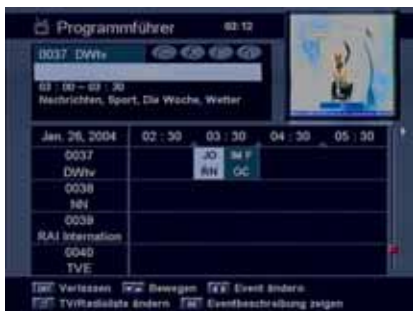 Programmführer 03:12
0037 DWtv
03 : 00 – 03 : 30
Nachrichten, Sport, Die Woche, Wetter
Jan. 26, 2004 02 : 30 03 : 30 04 : 30 05 : 30
0037 JO IM F
DWtv RN OC
0038
NN
0039
RAI Internation
0040
TVE
Verlassen Bewegen Event ändern
TV/Radioliste ändern Eventbeschreibung zeigen